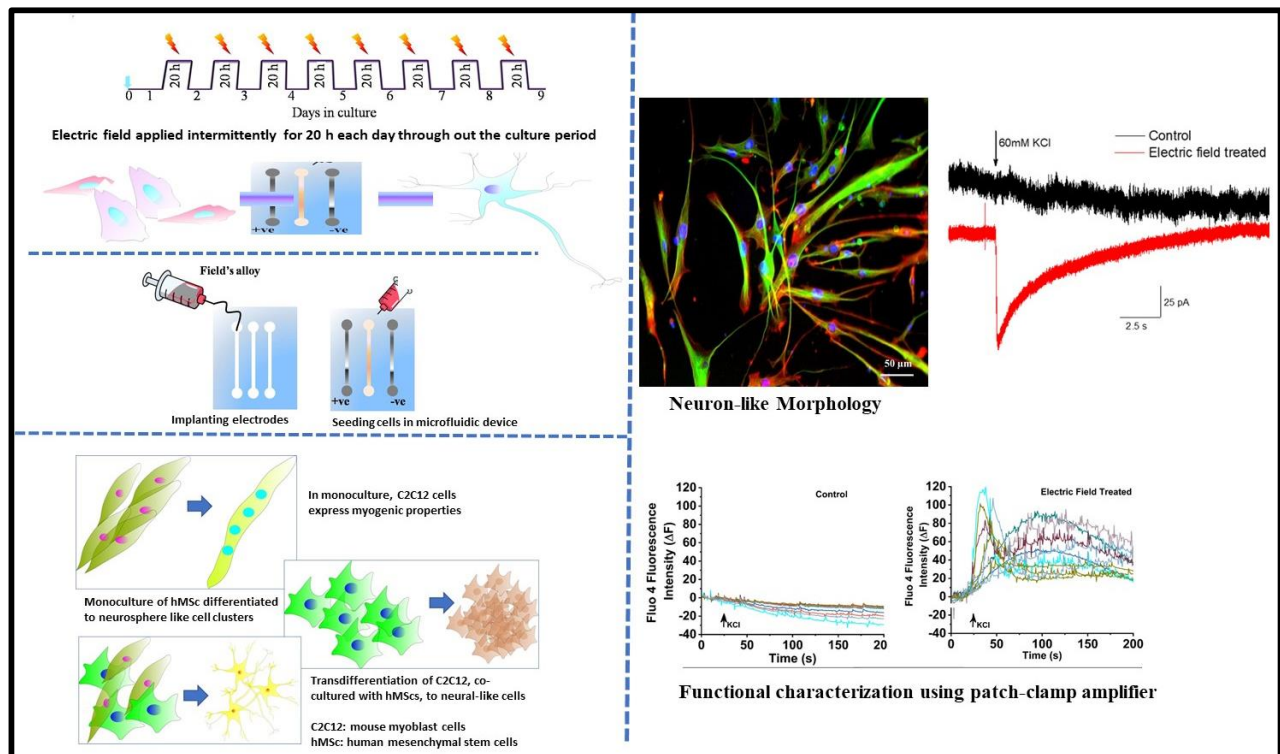 20 h 20 h 20 h 20 h 20 h 20 h 20 h 20 h
0 1 2 3 4 5 6 7 8 9
Days in culture
Electric field applied intermittently for 20 h each day through out the culture period
+ve -ve
Field's alloy
+ve -ve
Implanting electrodes
Seeding cells in microfluidic device
In monoculture, C2C12 cells
express myogenic properties
Monoculture of hMSc differentiated
to neurosphere like cell clusters
Transdifferentiation of C2C12, co-
cultured with hMScs, to neural-like cells
C2C12: mouse myoblast cells
hMSc: human mesenchymal stem cells
50 µm
Neuron-like Morphology
60mM KCl
Control
Electric field treated
25 pA
2.5 s
Fluo 4 Fluorescence
Intensity (ΔF)
120
100
80
60
40
20
0
-20
-40
Control
KCl
0 50 100 150 20
Time (s)
Fluo 4 Fluorescence
Intensity (ΔF)
120
100
80
60
40
20
0
-20
-40
Electric Field Treated
KCl
0 50 100 150 200
Time (s)
Functional characterization using patch-clamp amplifier